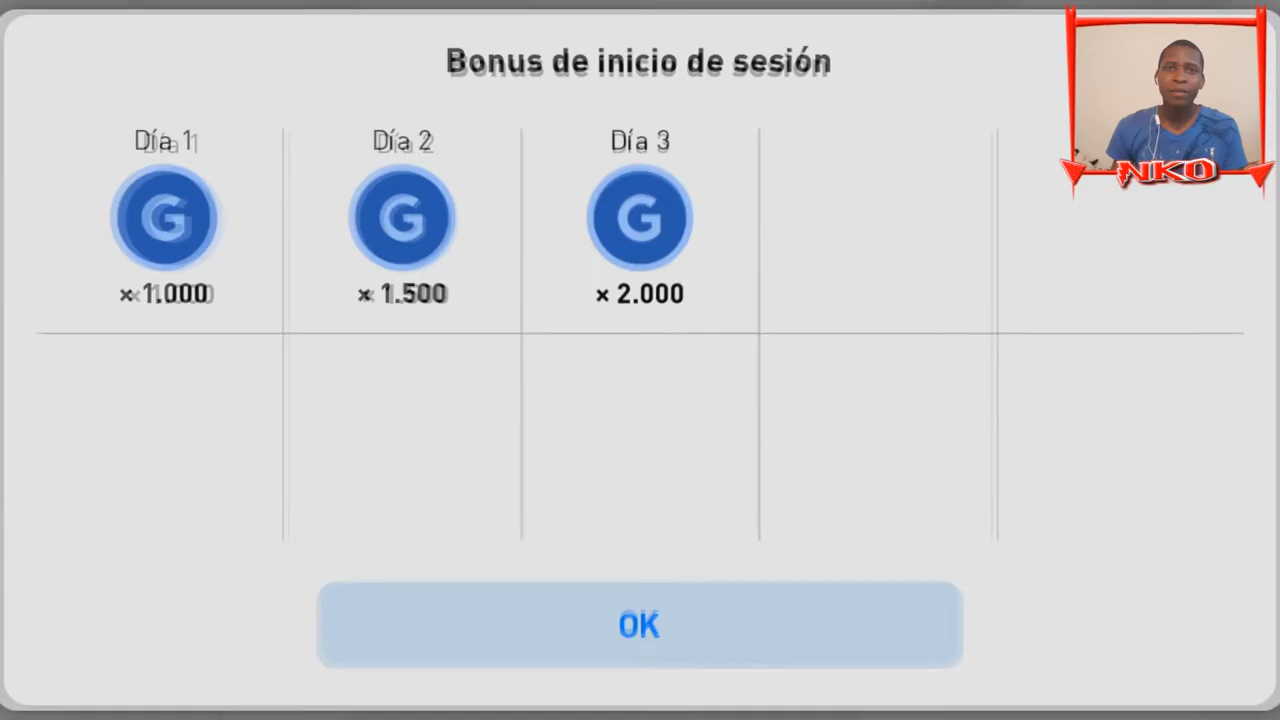 Bonus de inicio de sesión
Día 1
Día 2
Día 3
G
G
G
× 1.000
× 1.500
× 2.000
OK
NKO